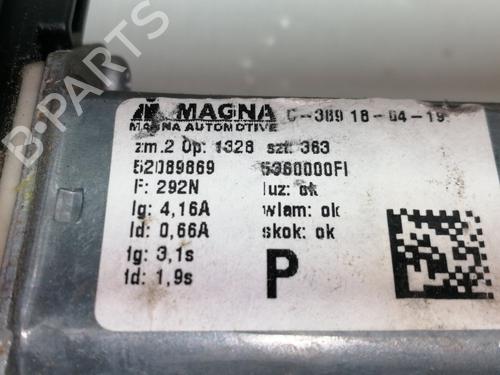 MAGNA C-389 18-04-19
MAGNA AUTOMOTIVE
zm.2 Op: 1328 szt: 363
52089869 5360000FI
F: 292N luz: ok
Ig: 4,16A wlam: ok
Id: 0,66A skok: ok
tg: 3,1s
td: 1,9s
P